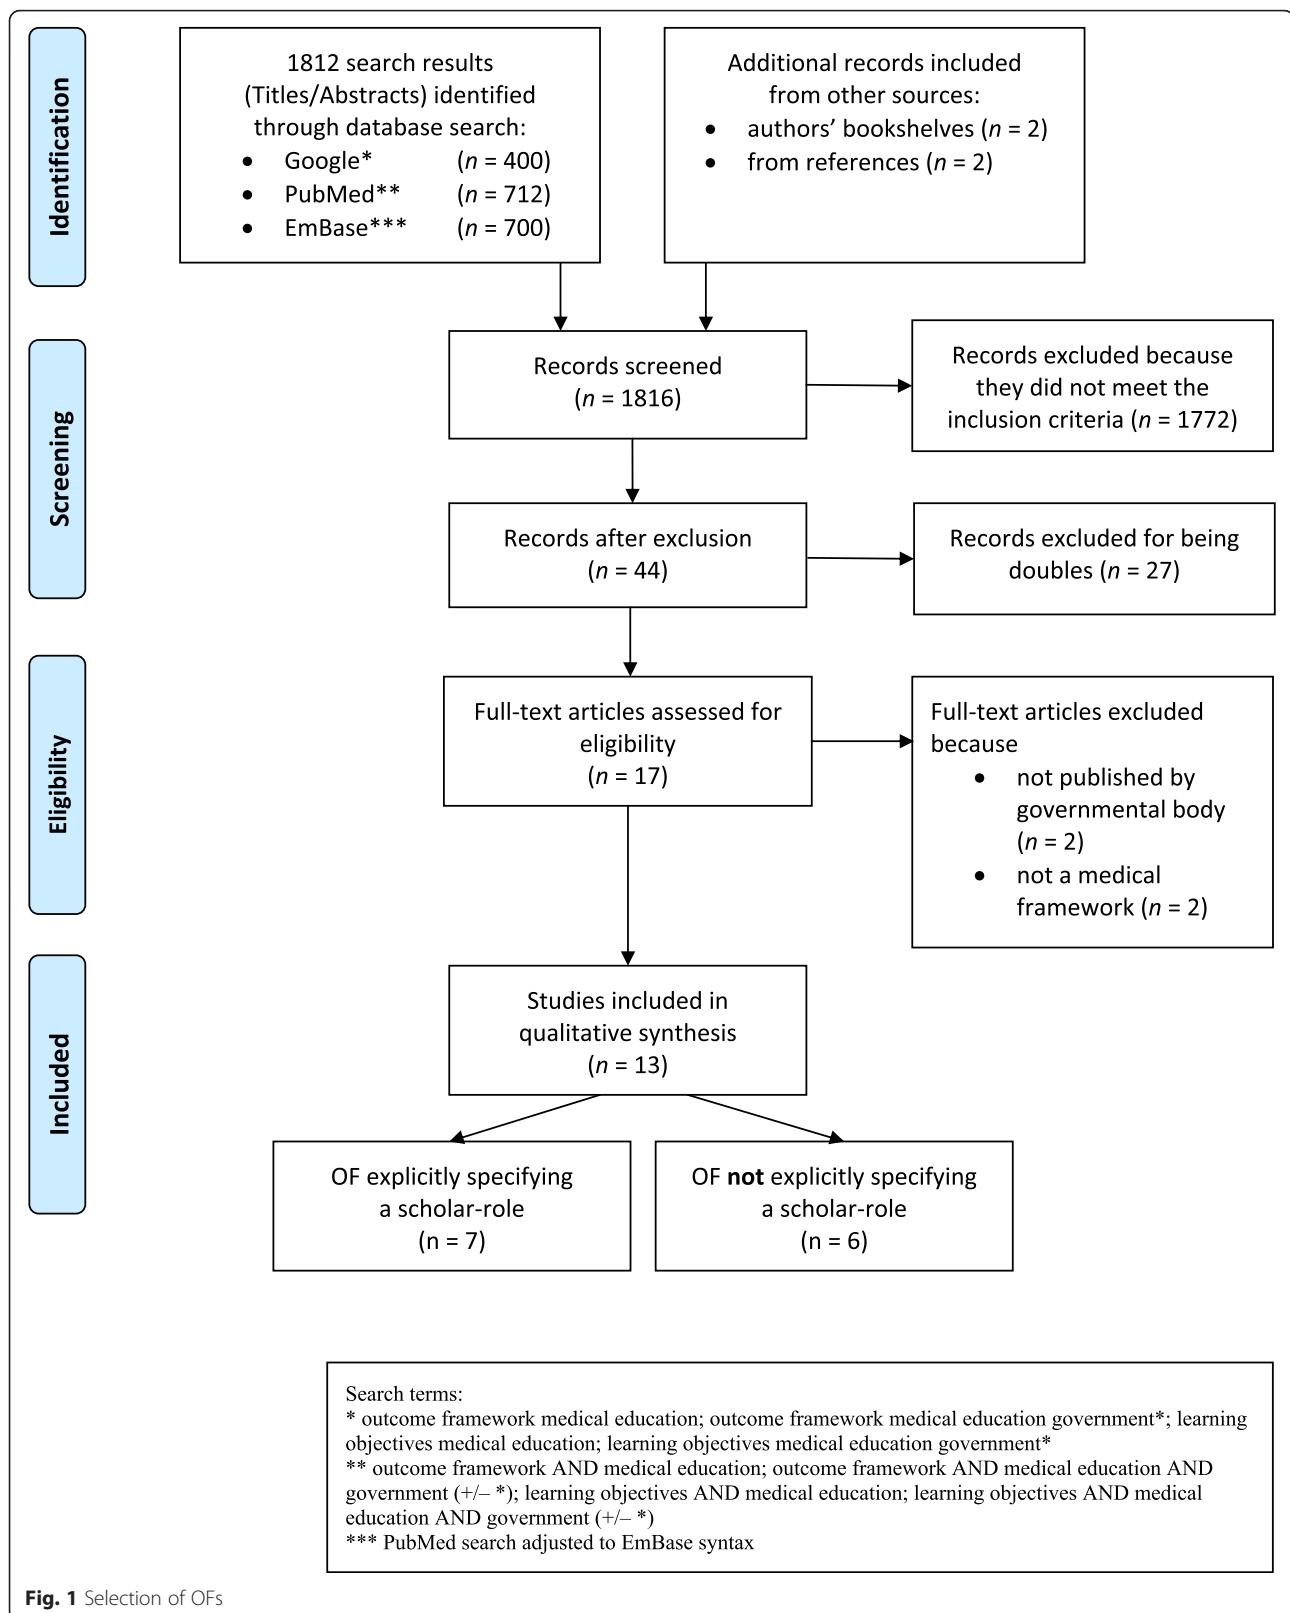 Identification
1812 search results
(Titles/Abstracts) identified
through database search:
• Google* (n = 400)
• PubMed** (n = 712)
• EmBase*** (n = 700)
Additional records included
from other sources:
• authors’ bookshelves (n = 2)
• from references (n = 2)
Screening
Records screened
(n = 1816)
Records excluded because
they did not meet the
inclusion criteria (n = 1772)
Records after exclusion
(n = 44)
Records excluded for being
doubles (n = 27)
Eligibility
Full-text articles assessed for
eligibility
(n = 17)
Full-text articles excluded
because
• not published by
governmental body
(n = 2)
• not a medical
framework (n = 2)
Included
Studies included in
qualitative synthesis
(n = 13)
OF explicitly specifying
a scholar-role
(n = 7)
OF not explicitly specifying
a scholar-role
(n = 6)
Search terms:
* outcome framework medical education; outcome framework medical education government*; learning
objectives medical education; learning objectives medical education government*
** outcome framework AND medical education; outcome framework AND medical education AND
government (+/– *); learning objectives AND medical education; learning objectives AND medical
education AND government (+/– *)
*** PubMed search adjusted to EmBase syntax
Fig. 1 Selection of OFs